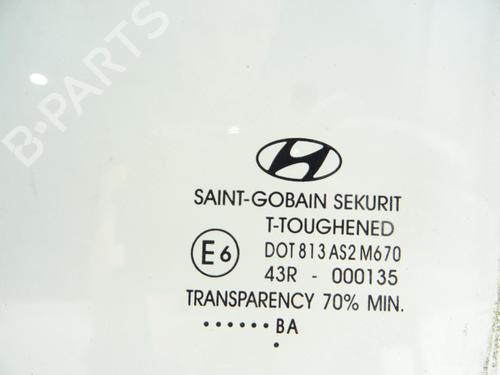 B-PARTS
SAINT-GOBAIN SEKURIT
T-TOUGHENED
E6 DOT 813 AS2 M670
43R - 000135
TRANSPARENCY 70% MIN.
...... BA
.